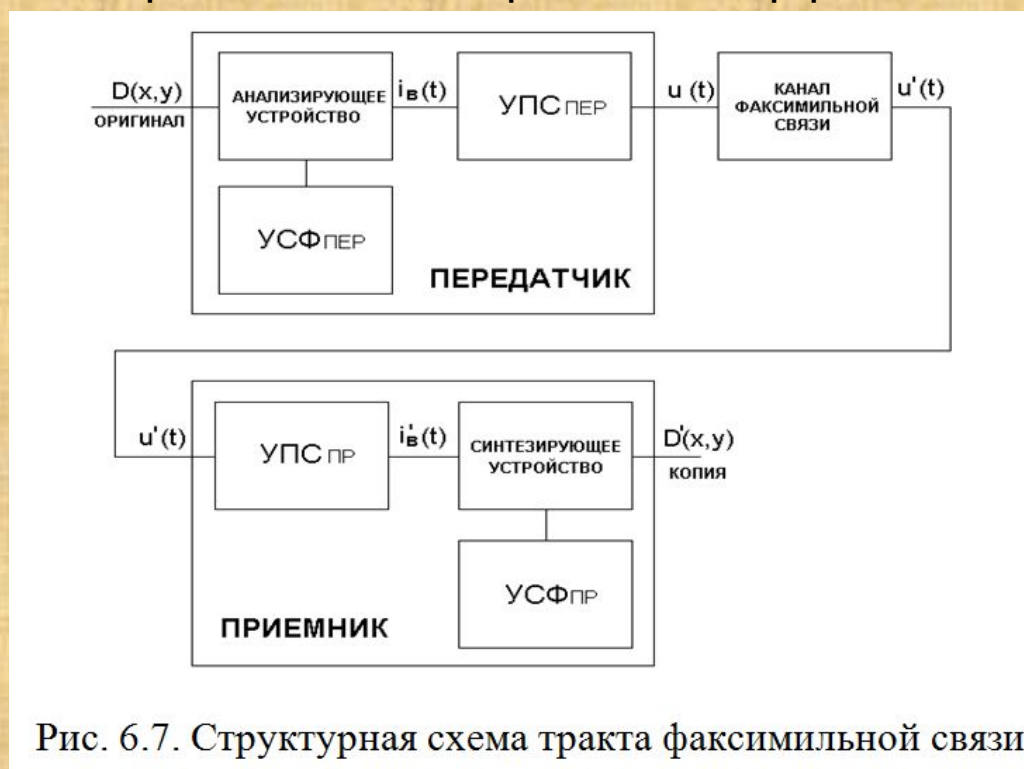 D(x,y)
ОРИГИНАЛ
АНАЛИЗИРУЮЩЕЕ
УСТРОЙСТВО
iв(t)
УПС ПЕР
u (t)
КАНАЛ
ФАКСИМИЛЬНОЙ
СВЯЗИ
u'(t)
УСФ ПЕР
ПЕРЕДАТЧИК
u'(t)
УПС ПР
i'в(t)
СИНТЕЗИРУЮЩЕЕ
УСТРОЙСТВО
D'(x,y)
КОПИЯ
УСФ ПР
ПРИЕМНИК
Рис. 6.7. Структурная схема тракта факсимильной связи